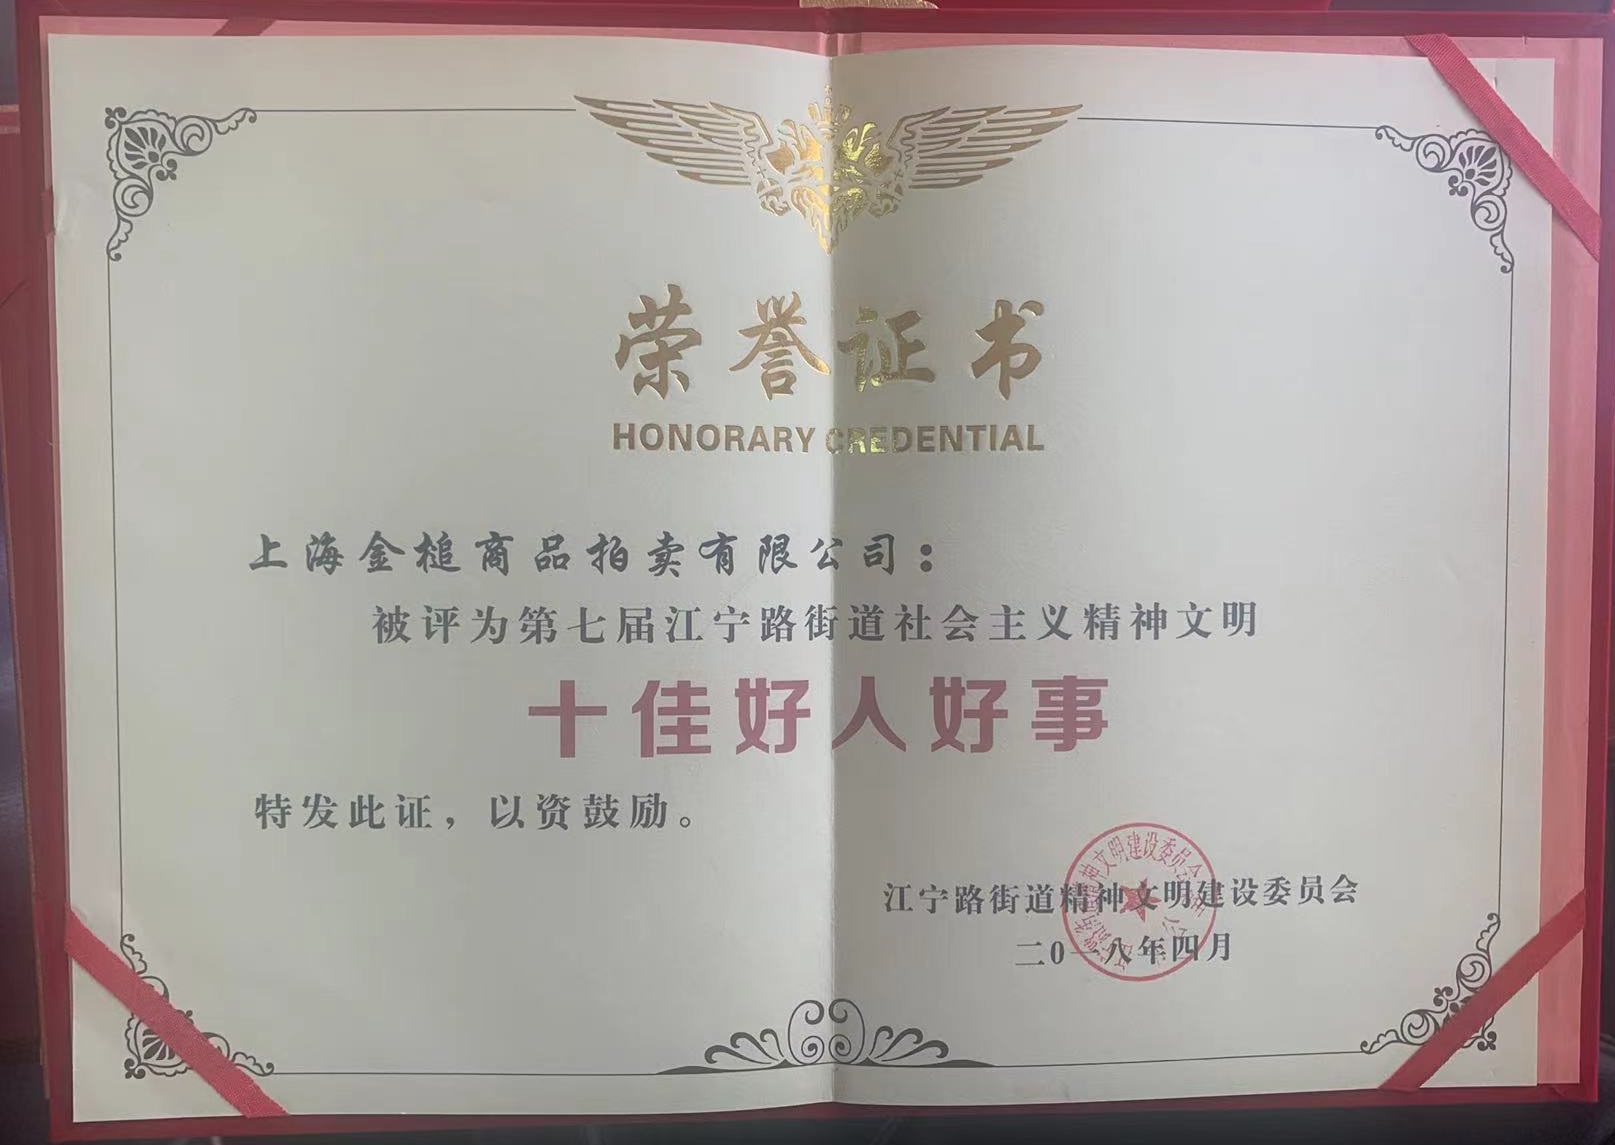 荣誉证书
HONORARY CREDENTIAL
上海金槌商品拍卖有限公司：
被评为第七届江宁路街道社会主义精神文明
十佳好人好事
特发此证，以资鼓励。
江宁路街道精神文明建设委员会
二0一八年四月